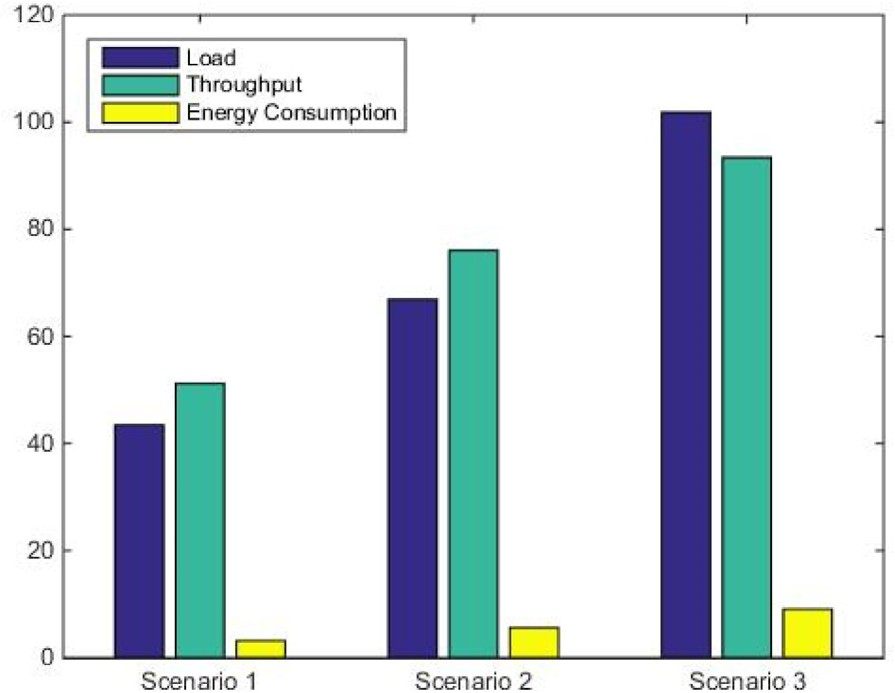 120
100
80
60
40
20
0
Load
Throughput
Energy Consumption
Scenario 1
Scenario 2
Scenario 3